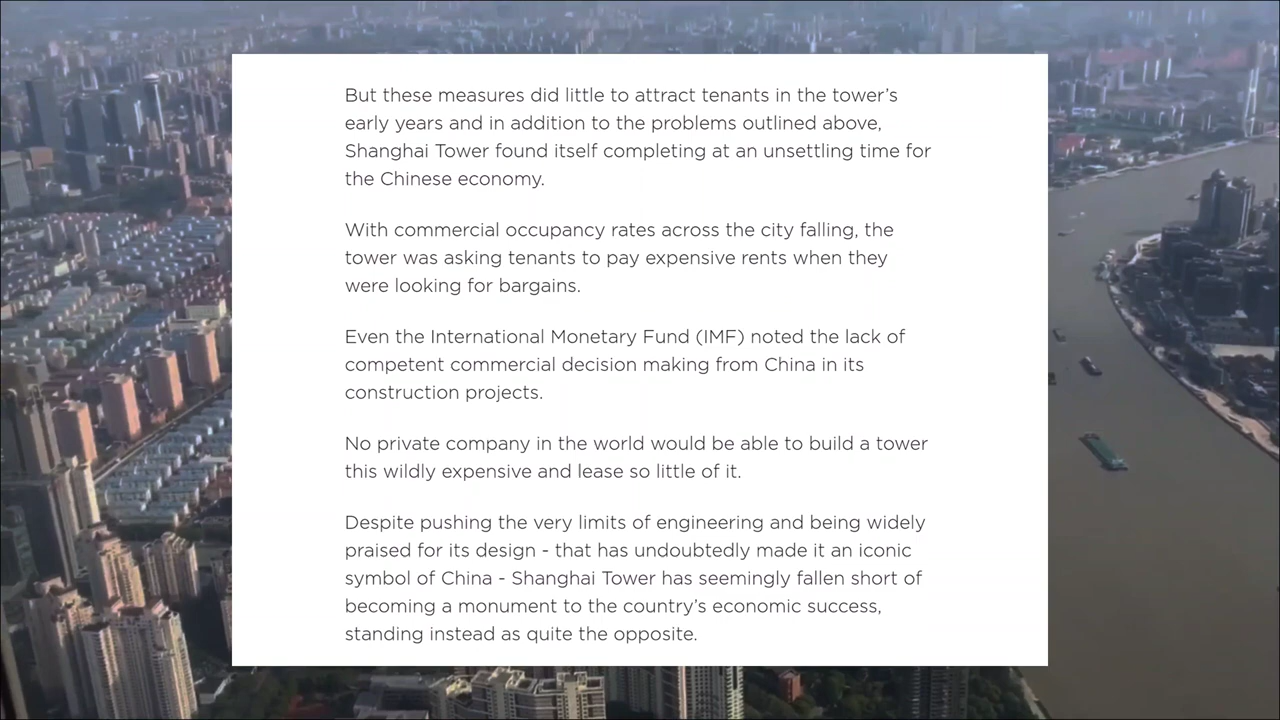 But these measures did little to attract tenants in the tower’s
early years and in addition to the problems outlined above,
Shanghai Tower found itself completing at an unsettling time for
the Chinese economy.
With commercial occupancy rates across the city falling, the
tower was asking tenants to pay expensive rents when they
were looking for bargains.
Even the International Monetary Fund (IMF) noted the lack of
competent commercial decision making from China in its
construction projects.
No private company in the world would be able to build a tower
this wildly expensive and lease so little of it.
Despite pushing the very limits of engineering and being widely
praised for its design - that has undoubtedly made it an iconic
symbol of China - Shanghai Tower has seemingly fallen short of
becoming a monument to the country’s economic success,
standing instead as quite the opposite.